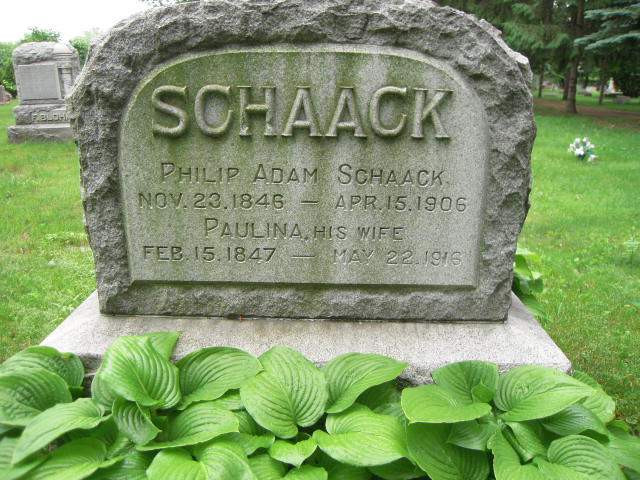 SCHAACK
PHILIP ADAM SCHAACK.
NOV. 23. 1846 — APR. 15. 1906
PAULINA, HIS WIFE
FEB. 15. 1847 — MAY 22. 1916